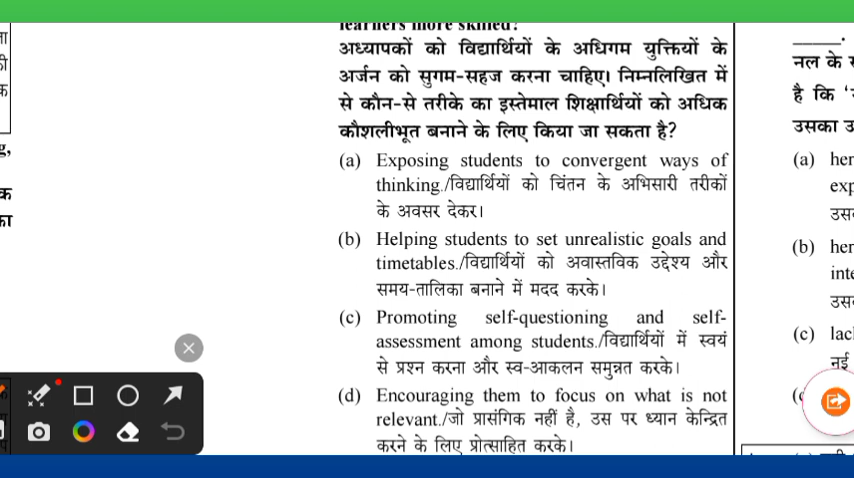 learners more skilled?
अध्यापकों को विद्यार्थियों के अधिगम युक्तियों के
अर्जन को सुगम-सहज करना चाहिए। निम्नलिखित में
से कौन-से तरीके का इस्तेमाल शिक्षार्थियों को अधिक
कौशलीभूत बनाने के लिए किया जा सकता है?
(a) Exposing students to convergent ways of
thinking./विद्यार्थियों को चिंतन के अभिसारी तरीकों
के अवसर देकर।
(b) Helping students to set unrealistic goals and
timetables./विद्यार्थियों को अवास्तविक उद्देश्य और
समय-तालिका बनाने में मदद करके।
(c) Promoting self-questioning and self-
assessment among students./विद्यार्थियों में स्वयं
से प्रश्न करना और स्व-आकलन समुन्नत करके।
(d) Encouraging them to focus on what is not
relevant./जो प्रासंगिक नहीं है, उस पर ध्यान केन्द्रित
करने के लिए प्रोत्साहित करके।
नल के
है कि
उसका
(a) her
exp
(b) her
inte
(c) lac
नई